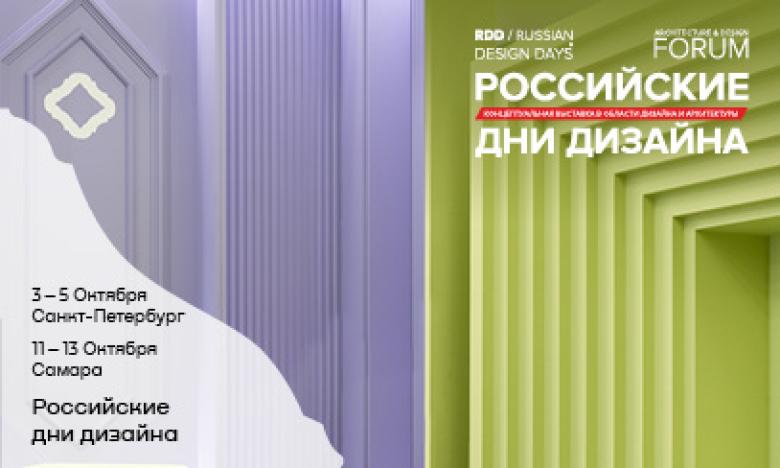 RDD / RUSSIAN
DESIGN DAYS
ARCHITECTURE & DESIGN
FORUM
РОССИЙСКИЕ
КОНЦЕПТУАЛЬНАЯ ВЫСТАВКА В ОБЛАСТИ ДИЗАЙНА И АРХИТЕКТУРЫ
ДНИ ДИЗАЙНА
3 – 5 Октября
Санкт-Петербург
11 – 13 Октября
Самара
Российские
дни дизайна